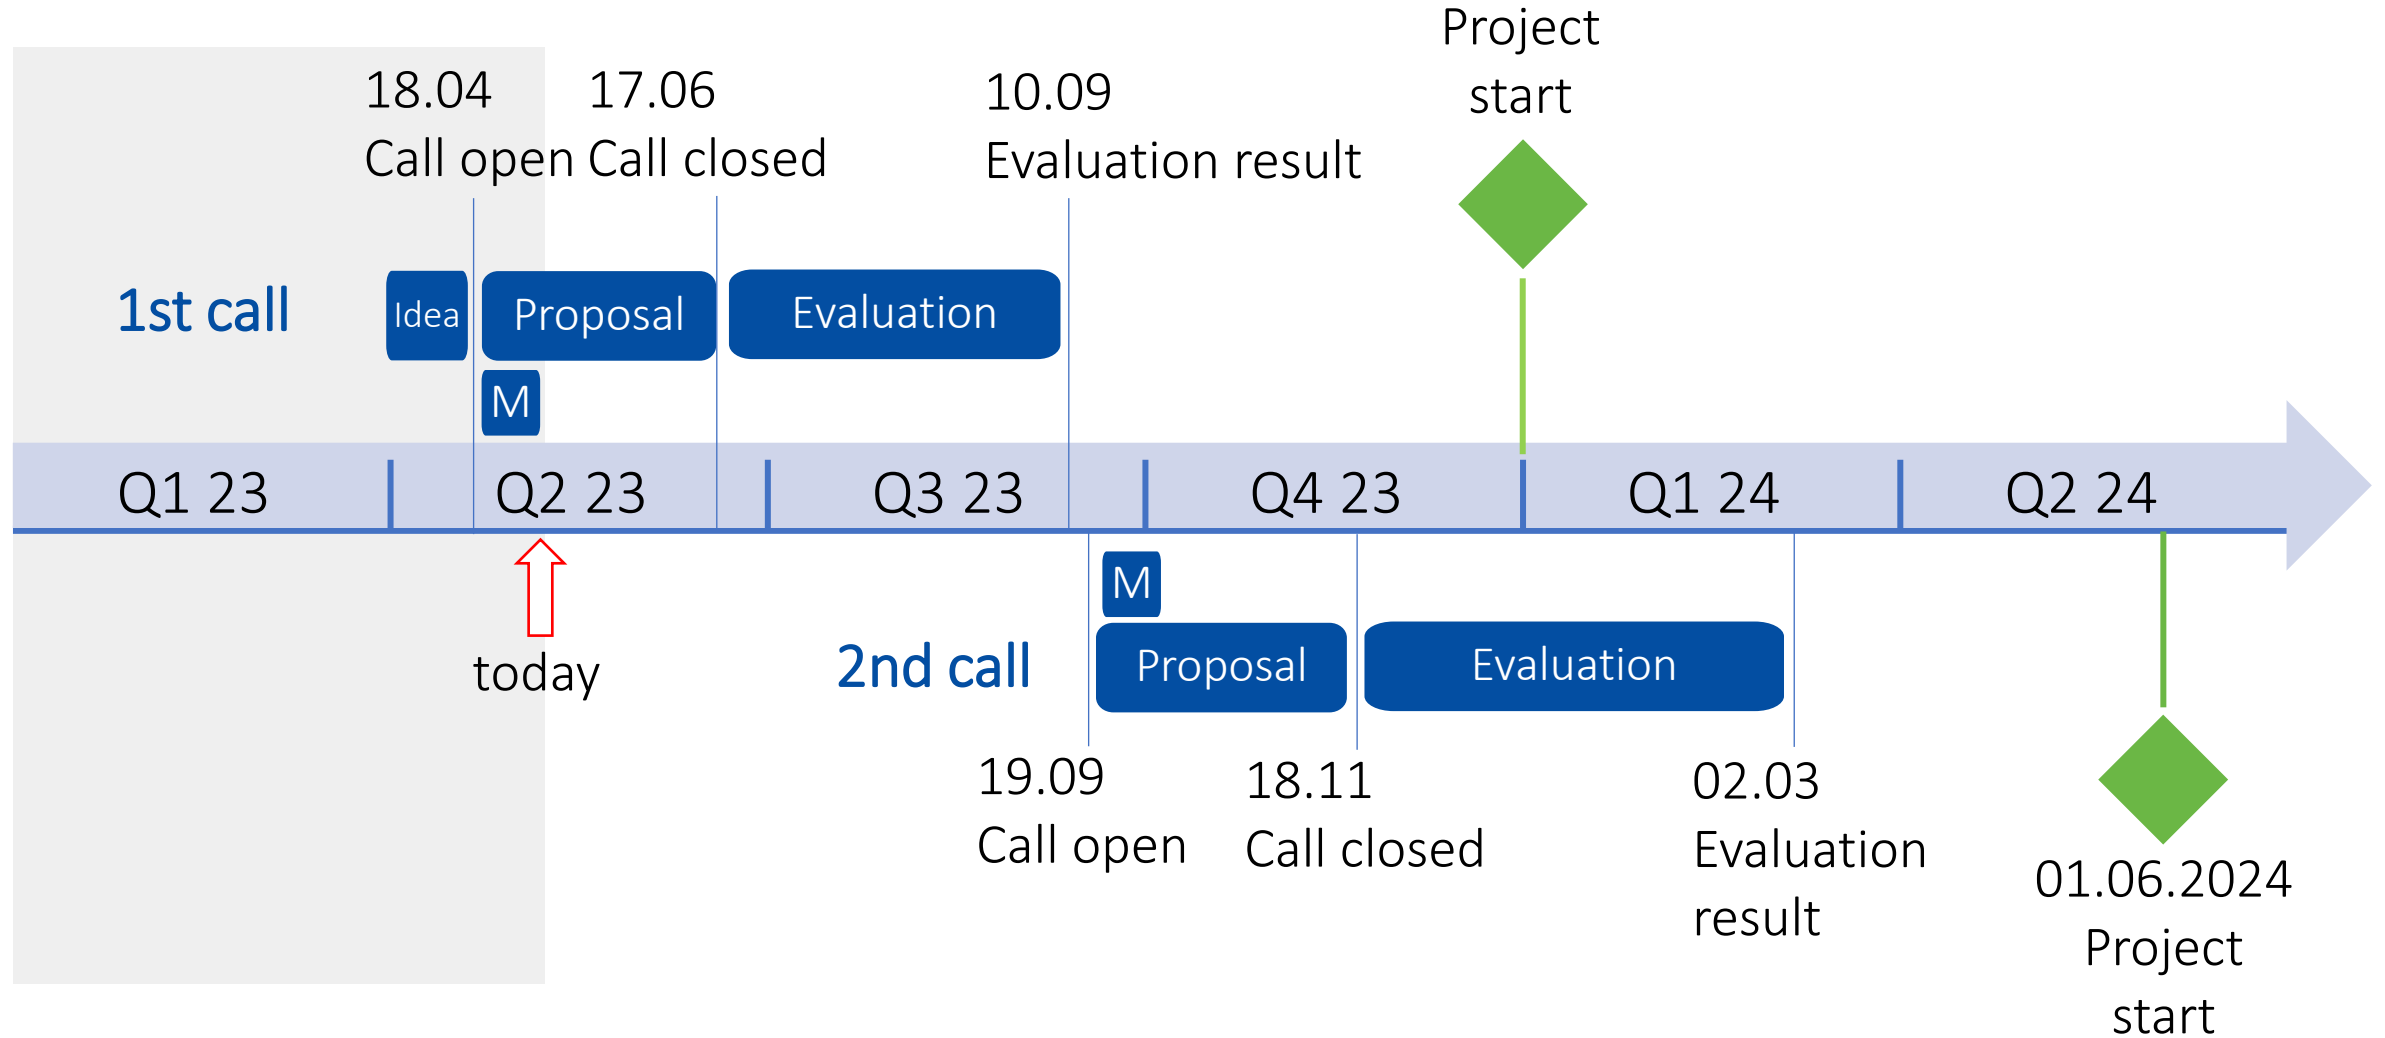 Project
start
18.04
Call open
17.06
Call closed
10.09
Evaluation result
1st call
Idea
Proposal
Evaluation
M
Q1 23
Q2 23
Q3 23
Q4 23
Q1 24
Q2 24
today
M
2nd call
Proposal
Evaluation
19.09
Call open
18.11
Call closed
02.03
Evaluation
result
01.06.2024
Project
start